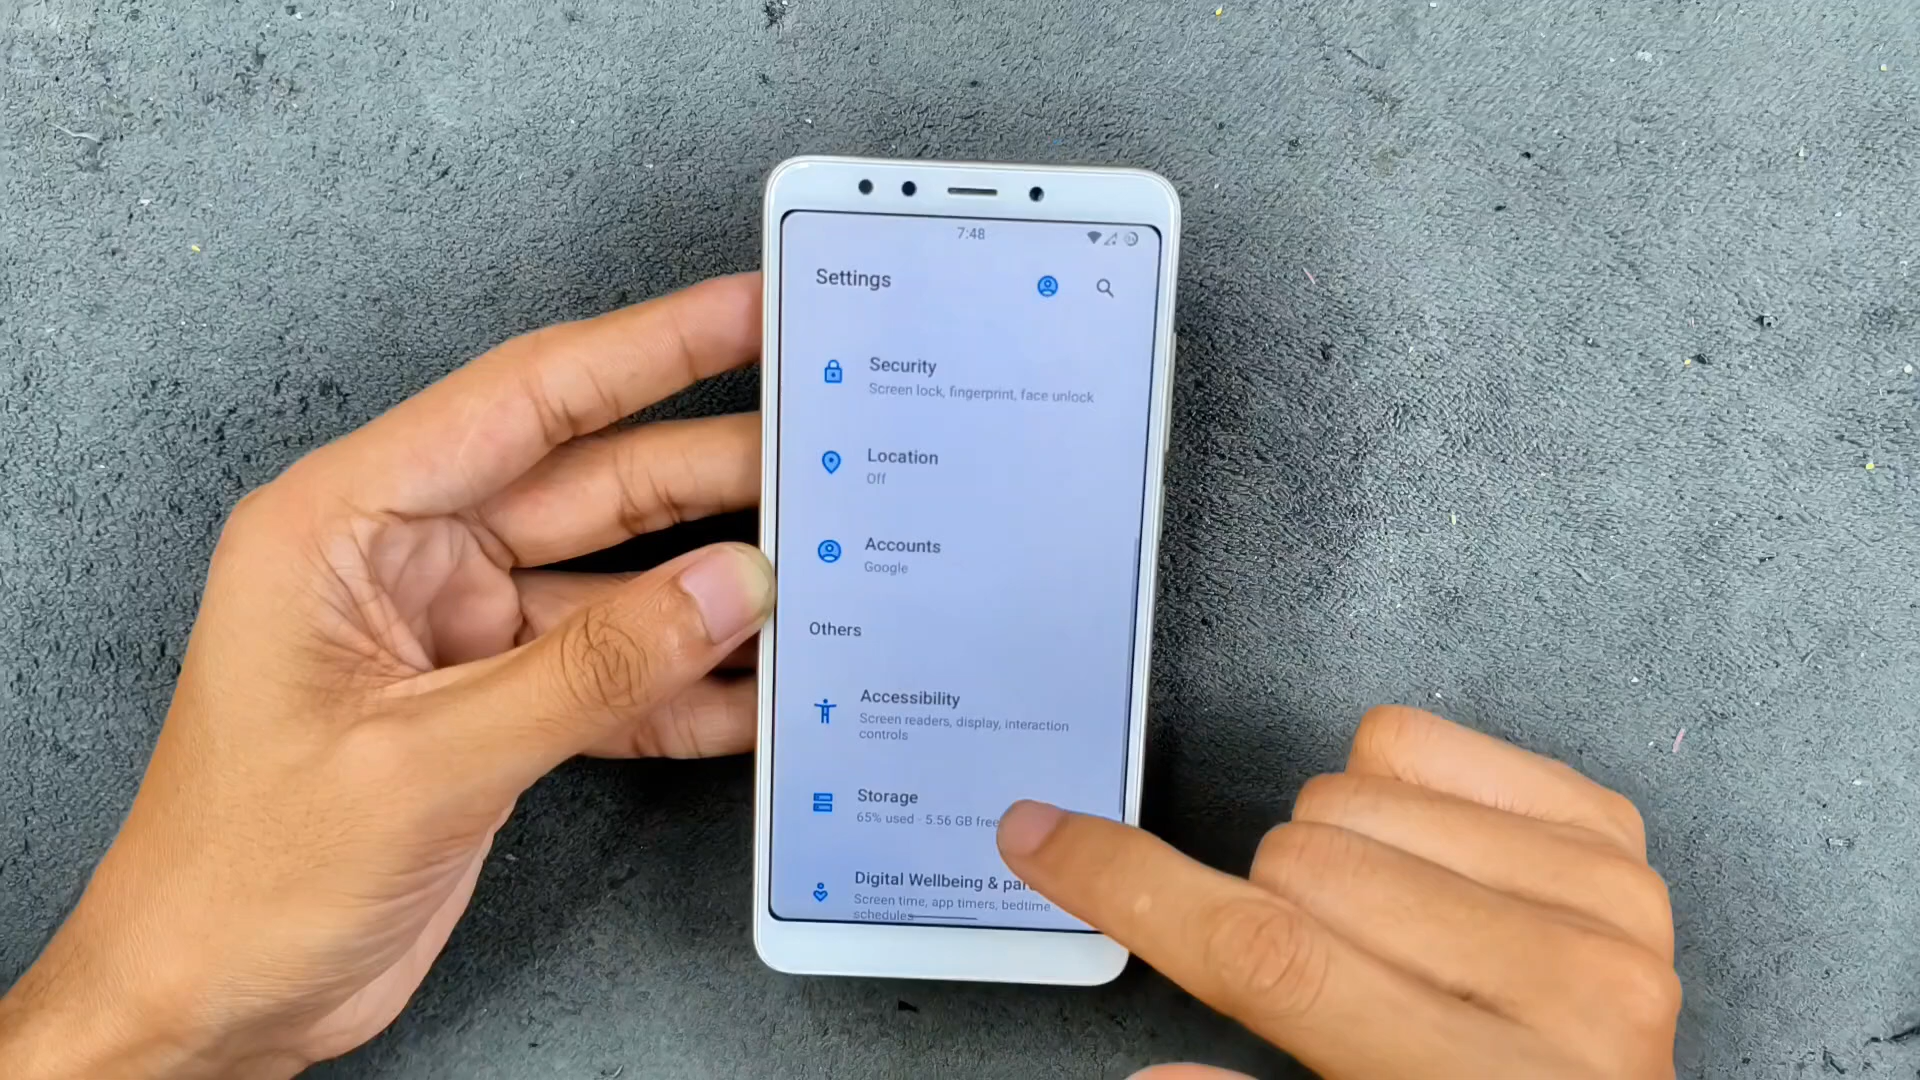 7:48
Settings
Security
Screen lock, fingerprint, face unlock
Location
Off
Accounts
Google
Others
Accessibility
Screen readers, display, interaction
controls
Storage
65% used - 5.56 GB free
Digital Wellbeing &
Screen time, app timers, bedtime
schedules